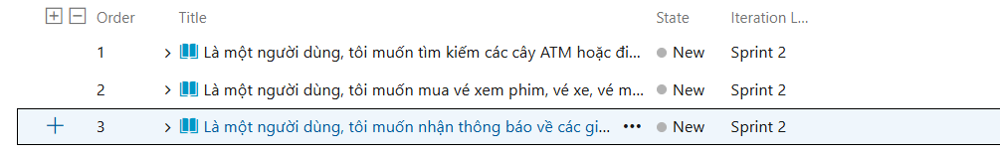 Order Title State Iteration L...
1 Là một người dùng, tôi muốn tìm kiếm các cây ATM hoặc đi... New Sprint 2
2 Là một người dùng, tôi muốn mua vé xem phim, vé xe, vé m... New Sprint 2
3 Là một người dùng, tôi muốn nhận thông báo về các gi... New Sprint 2